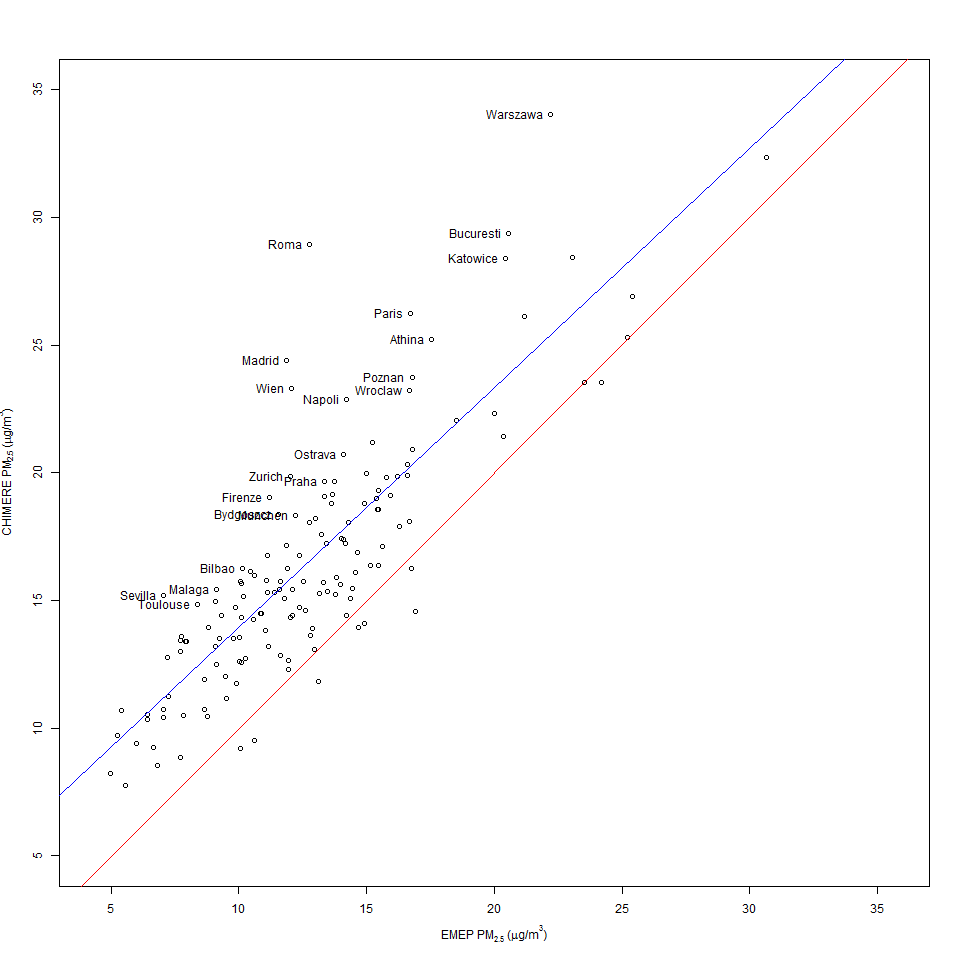 35
30
25
20
15
10
5
CHIMERE PM2.5 (µg/m3)
Warszawa
Bucuresti
Roma
Katowice
Paris
Athina
Madrid
Poznan
Wien
Wroclaw
Napoli
Ostrava
Zurich
Praha
Firenze
Bydgoszcz
Munchen
Bilbao
Malaga
Sevilla
Toulouse
5 10 15 20 25 30 35
EMEP PM2.5 (µg/m3)